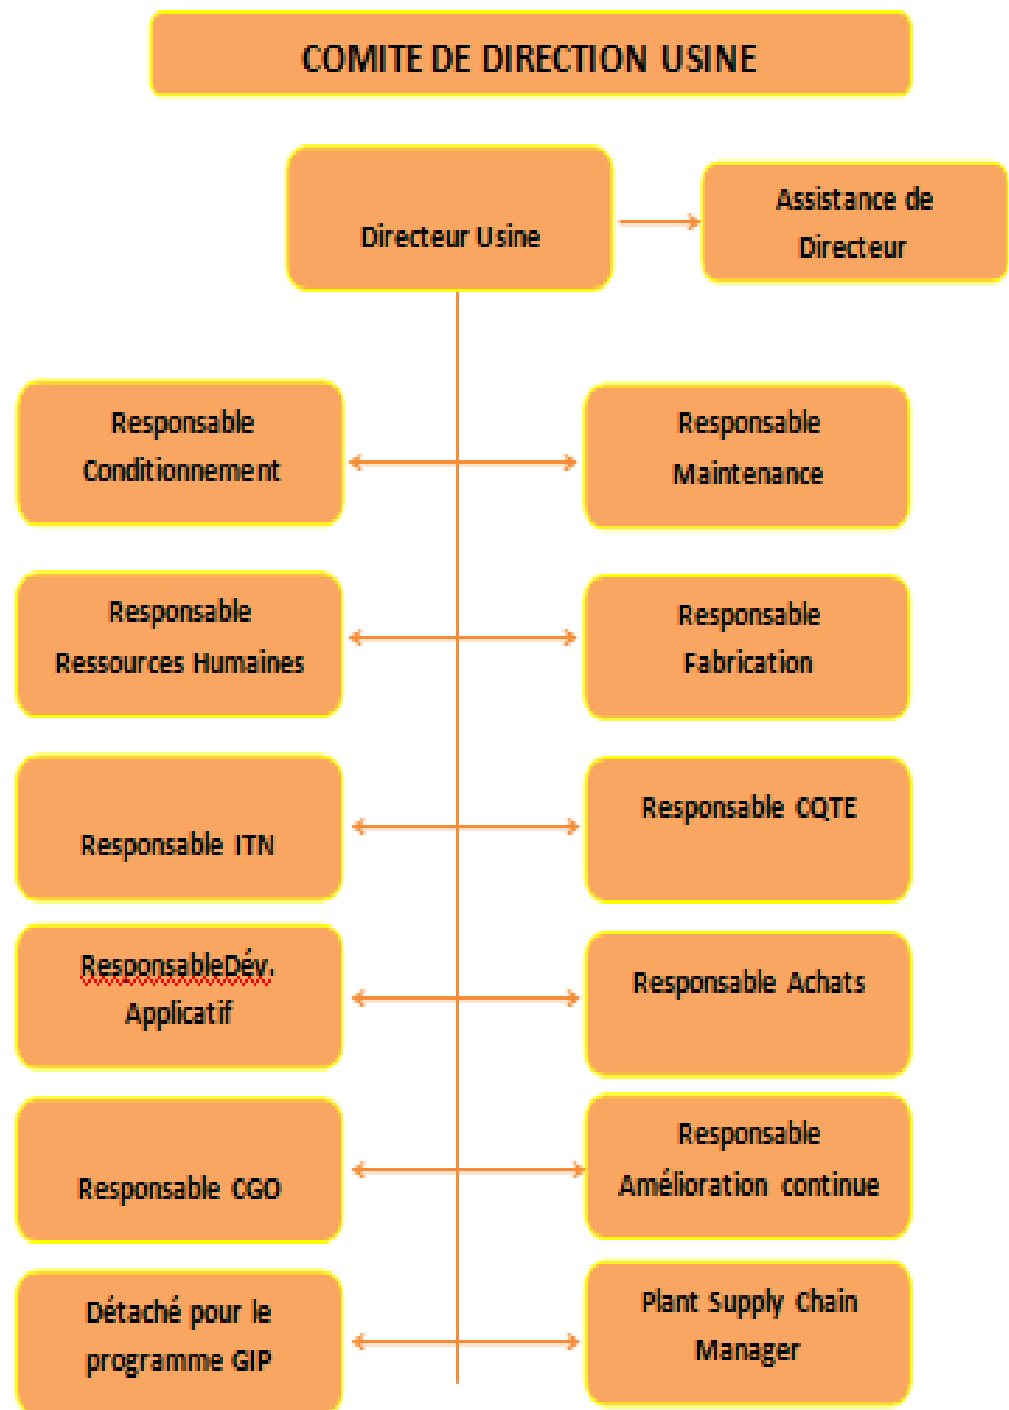 COMITE DE DIRECTION USINE
Directeur Usine
Assistance de
Directeur
Responsable
Conditionnement
Responsable
Maintenance
Responsable
Ressources Humaines
Responsable
Fabrication
Responsable ITN
Responsable CQTE
ResponsableDév.
Applicatif
Responsable Achats
Responsable CGO
Responsable
Amélioration continue
Détaché pour le
programme GIP
Plant Supply Chain
Manager